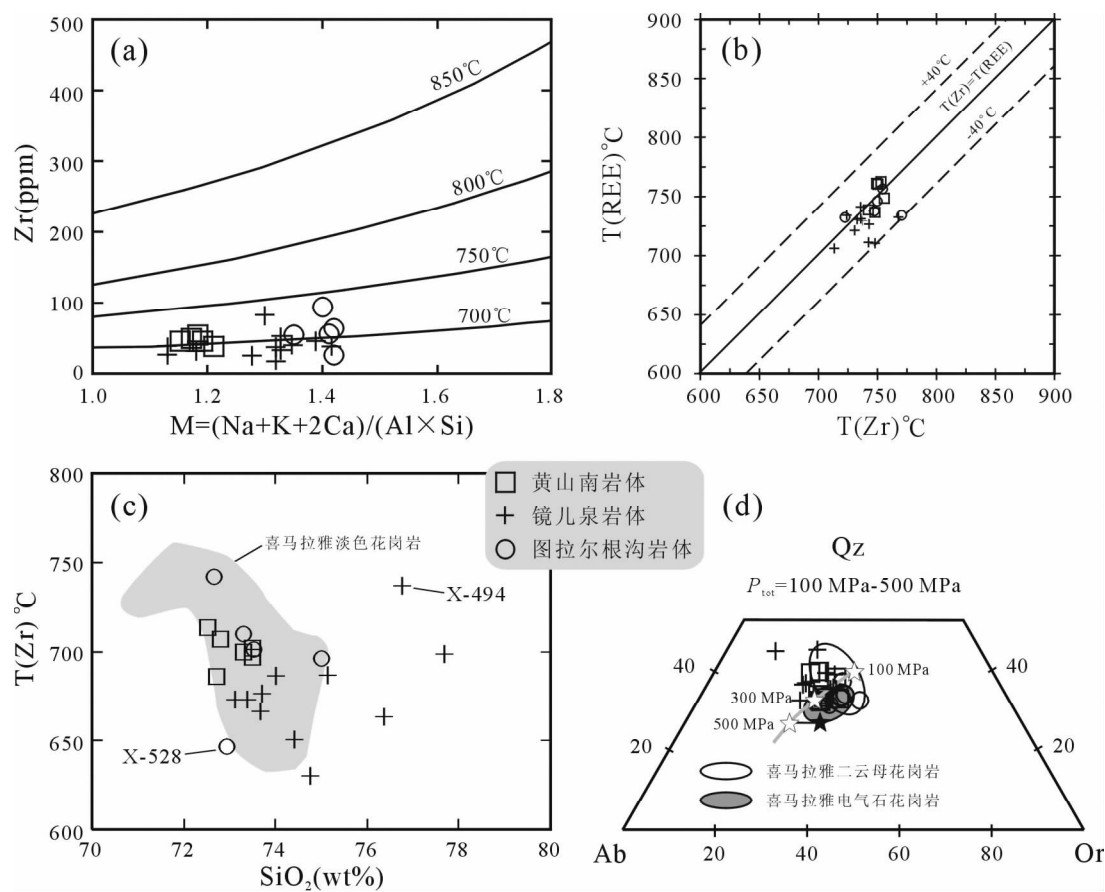 (a)
Zr(ppm)
500
400
300
200
100
0
850℃
800℃
750℃
700℃
1.0
1.2
1.4
1.6
1.8
M=(Na+K+2Ca)/(Al×Si)
(b)
T(REE)℃
900
850
800
750
700
650
600
+40℃
T(Zr)=T(REE)
-40℃
600
650
700
750
800
850
900
T(Zr)℃
(c)
T(Zr)℃
800
750
700
650
600
喜马拉雅淡色花岗岩
X-494
X-528
70
72
74
76
78
80
SiO₂(wt%)
黄山南岩体
镜儿泉岩体
图拉尔根沟岩体
(d)
Qz
Ptot=100 MPa-500 MPa
40
40
100 MPa
300 MPa
500 MPa
20
20
喜马拉雅二云母花岗岩
喜马拉雅电气石花岗岩
Ab
20
40
60
80
Or